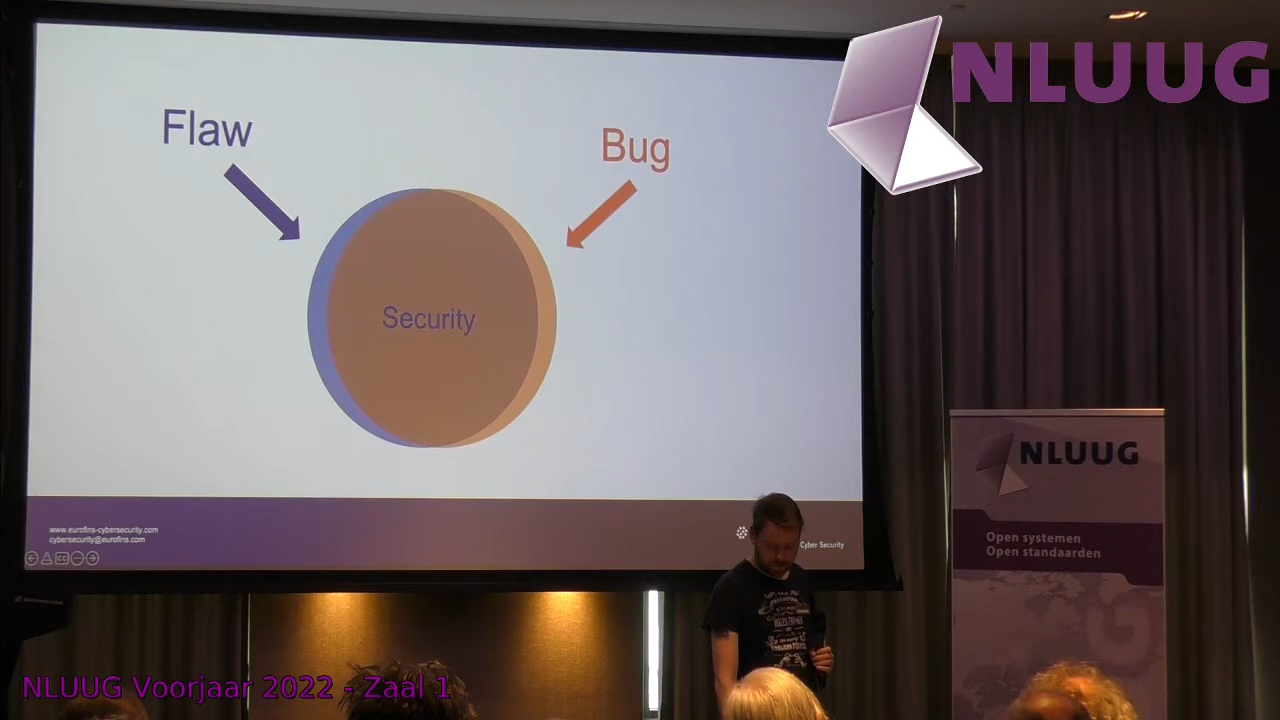 NLUUG
Flaw
Bug
Security
www.eurofins-cybersecurity.com
cybersecurity@eurofins.com
Cyber Security
NLUUG
Open systemen
Open standaarden
NLUUG Voorjaar 2022 - Zaal 1